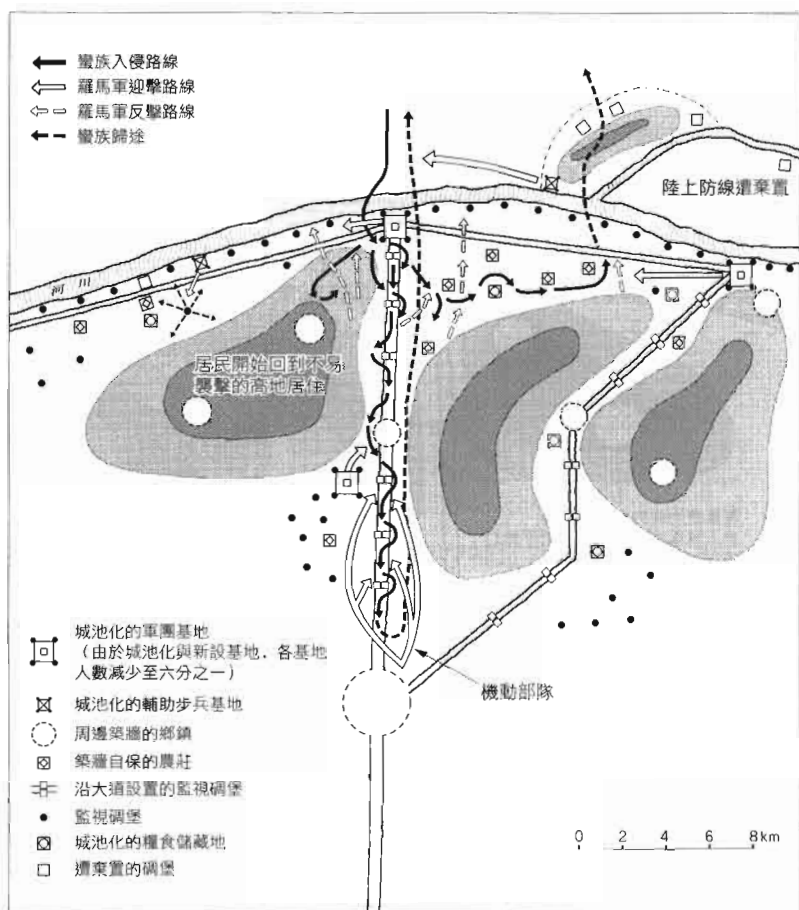 蠻族入侵路線
羅馬軍迎擊路線
羅馬軍反擊路線
蠻族歸途
陸上防線遭棄置
河川
居民開始回到不易
襲擊的高地居住
城池化的軍團基地
（由於城池化與新設基地．各基地
人數減少至六分之一）
機動部隊
城池化的輔助步兵基地
周邊築牆的鄉鎮
築牆自保的農莊
沿大道設置的監視碉堡
監視碉堡
城池化的糧食儲藏地
遭棄置的碉堡
0 2 4 6 8km